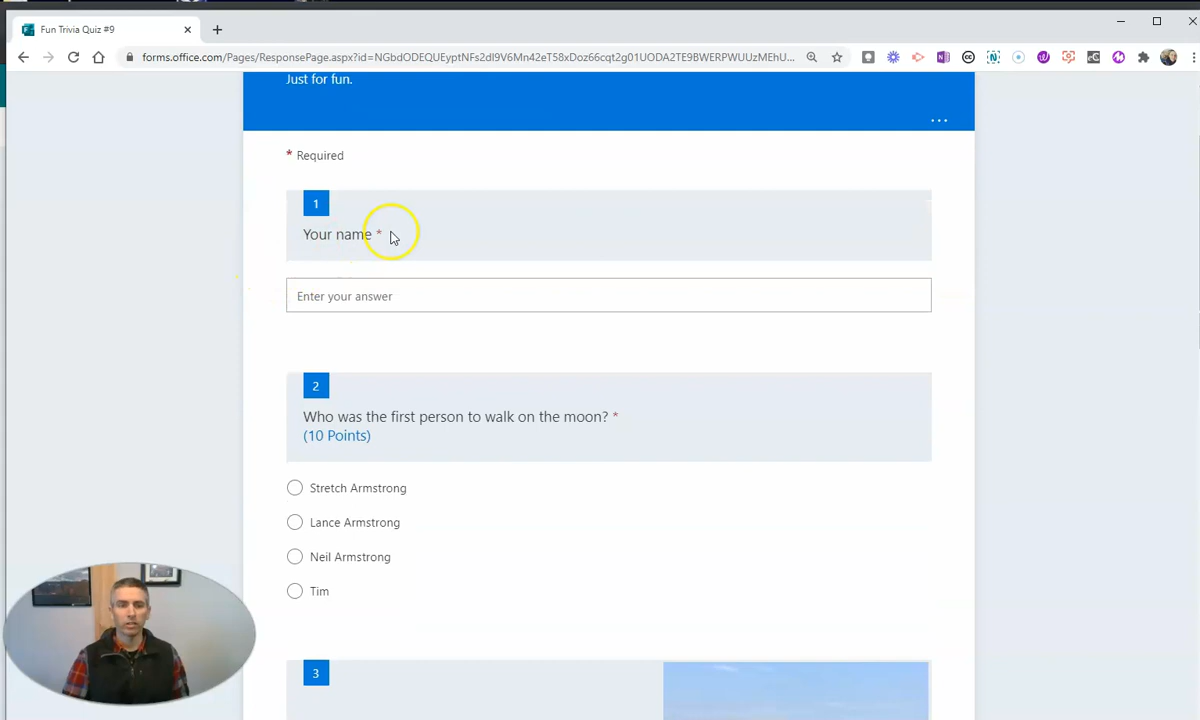 Fun Trivia Quiz #9
forms.office.com/Pages/ResponsePage.aspx?id=NGbdODEQUEyptNFs2dI9V6Mn42eT58xDoz66cqt2g01UODA2TE9BWERPWUUzMEhU...
Just for fun.
...
* Required
1
Your name *
Enter your answer
2
Who was the first person to walk on the moon? *
(10 Points)
Stretch Armstrong
Lance Armstrong
Neil Armstrong
Tim
3